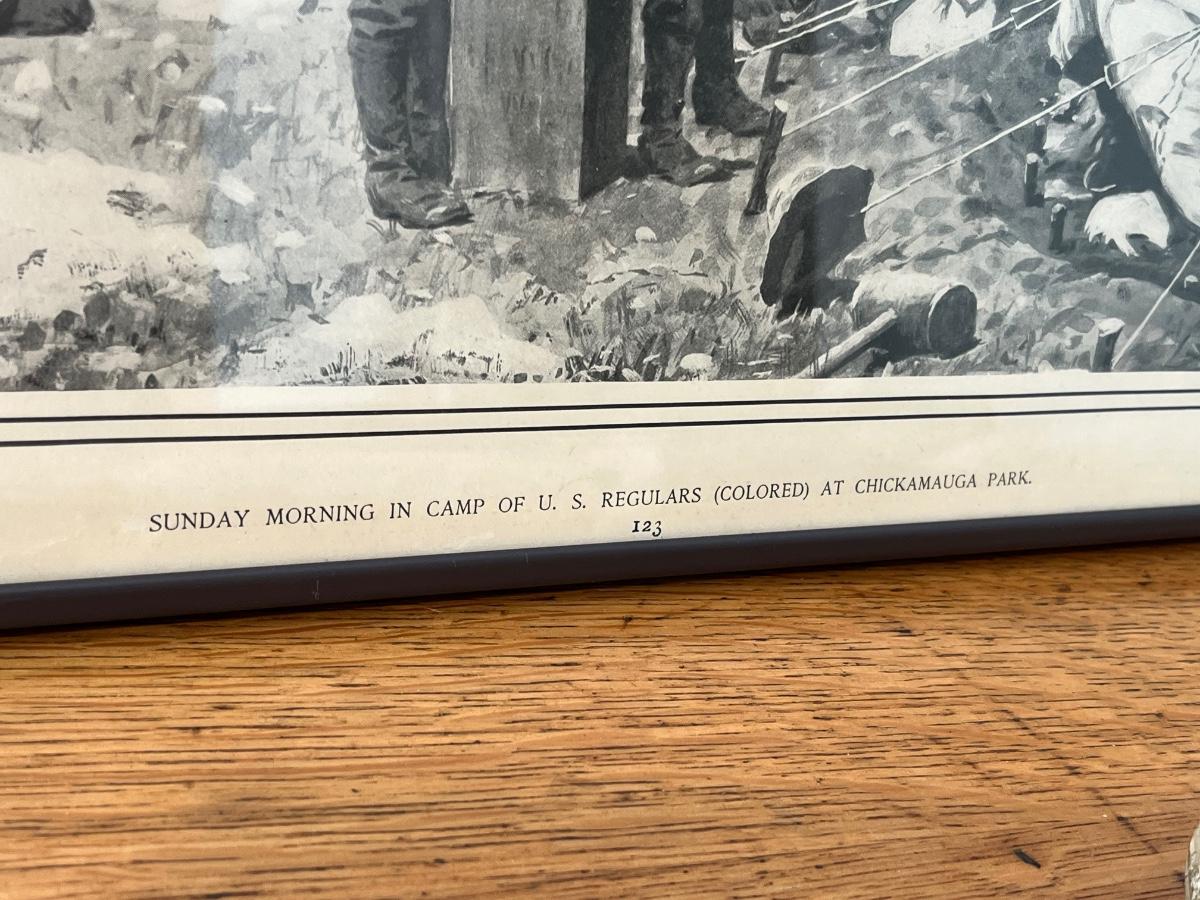 SUNDAY MORNING IN CAMP OF U. S. REGULARS (COLORED) AT CHICKAMAUGA PARK.
123